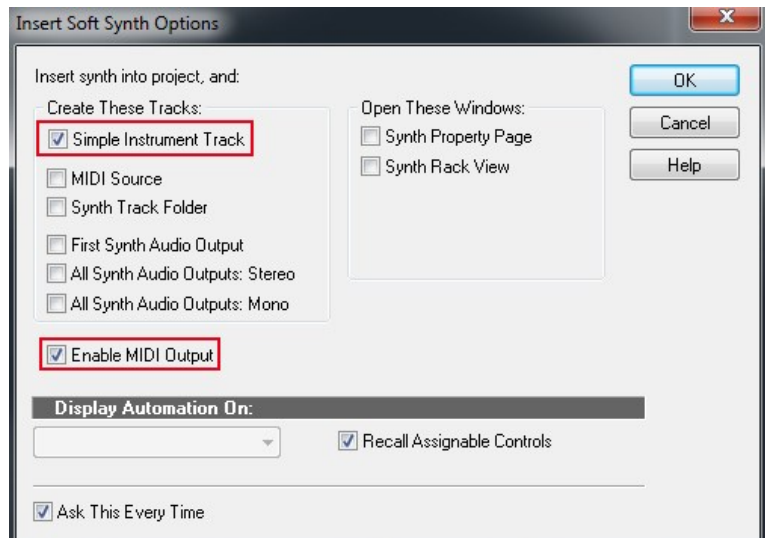 Insert Soft Synth Options
Insert synth into project, and:
Create These Tracks:
Simple Instrument Track
MIDI Source
Synth Track Folder
First Synth Audio Output
All Synth Audio Outputs: Stereo
All Synth Audio Outputs: Mono
Enable MIDI Output
Open These Windows:
Synth Property Page
Synth Rack View
OK
Cancel
Help
Display Automation On:
Recall Assignable Controls
Ask This Every Time